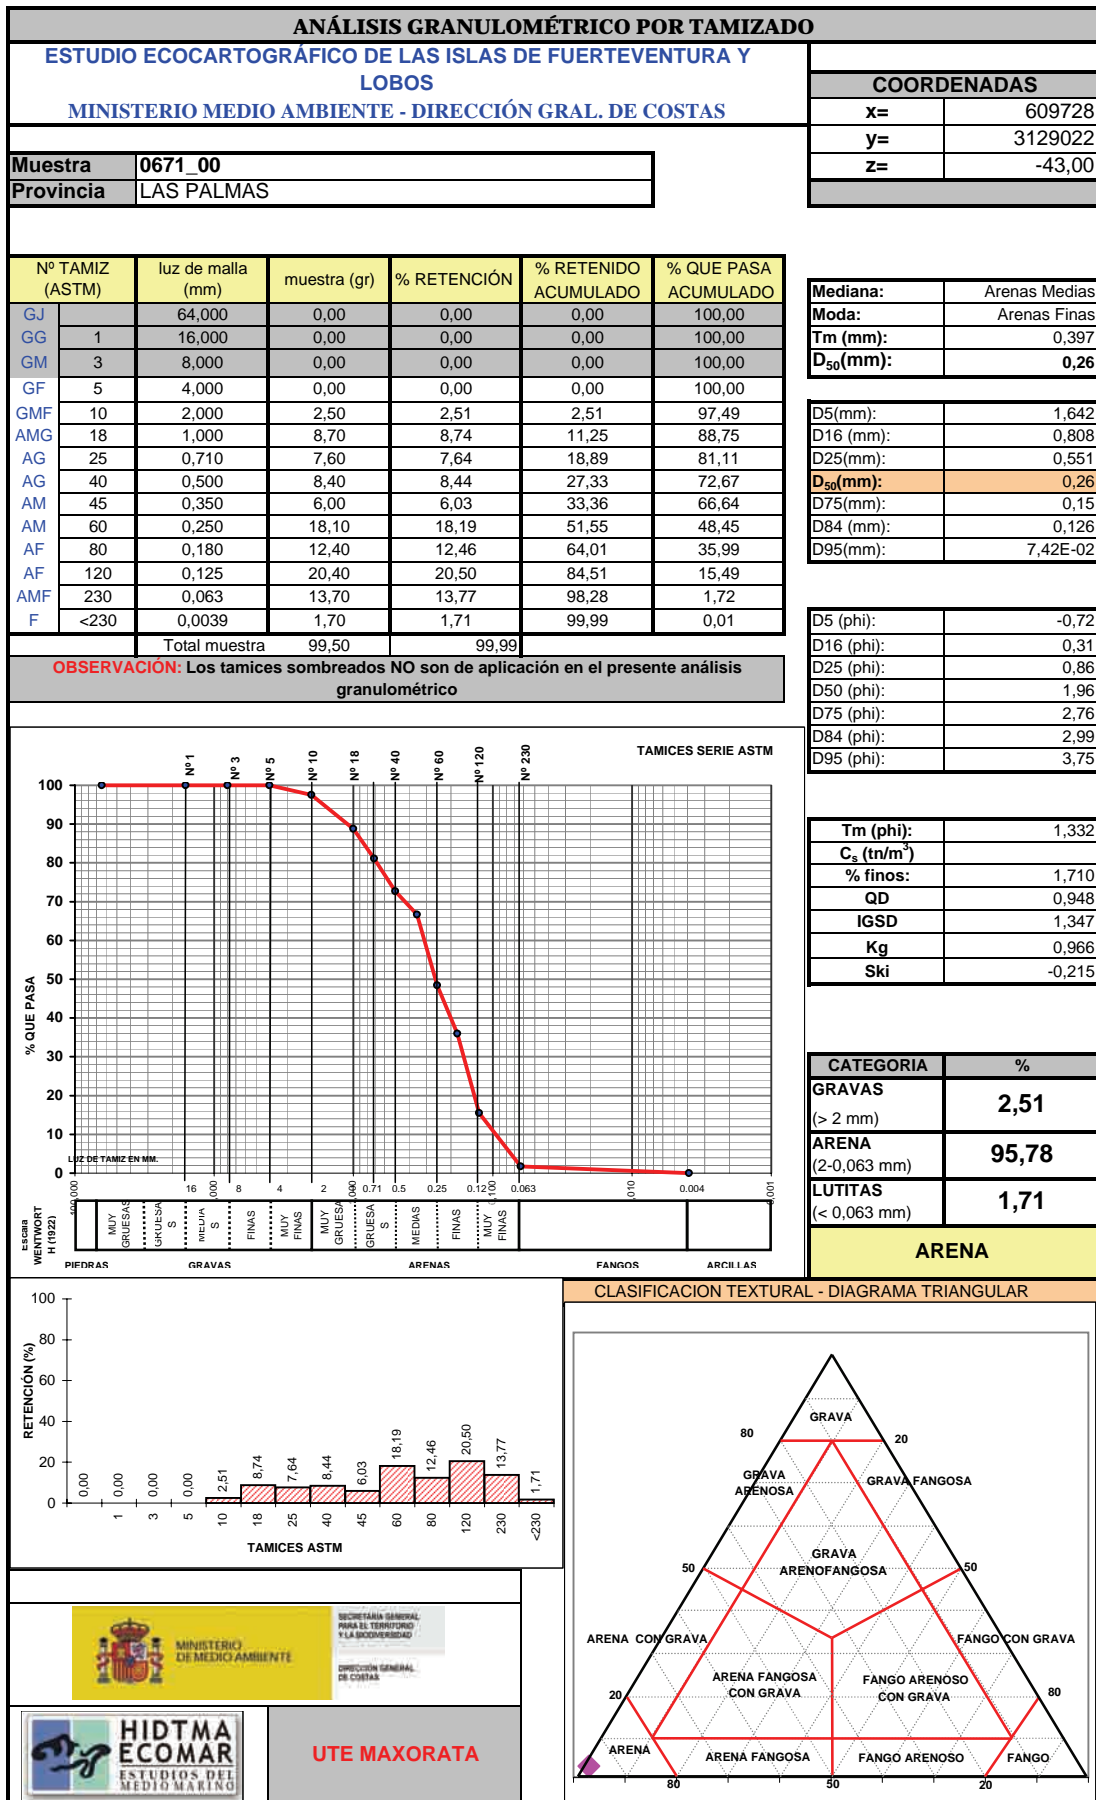 ANÁLISIS GRANULOMÉTRICO POR TAMIZADO
ESTUDIO ECOCARTOGRÁFICO DE LAS ISLAS DE FUERTEVENTURA Y
LOBOS
MINISTERIO MEDIO AMBIENTE - DIRECCIÓN GRAL. DE COSTAS
COORDENADAS
x= 609728
y= 3129022
z= -43,00
Muestra 0671_00
Provincia LAS PALMAS
Nº TAMIZ (ASTM) luz de malla (mm) muestra (gr) % RETENCIÓN % RETENIDO ACUMULADO % QUE PASA ACUMULADO
GJ 64,000 0,00 0,00 0,00 100,00
GG 1 16,000 0,00 0,00 0,00 100,00
GM 3 8,000 0,00 0,00 0,00 100,00
GF 5 4,000 0,00 0,00 0,00 100,00
GMF 10 2,000 2,50 2,51 2,51 97,49
AMG 18 1,000 8,70 8,74 11,25 88,75
AG 25 0,710 7,60 7,64 18,89 81,11
AG 40 0,500 8,40 8,44 27,33 72,67
AM 45 0,350 6,00 6,03 33,36 66,64
AM 60 0,250 18,10 18,19 51,55 48,45
AF 80 0,180 12,40 12,46 64,01 35,99
AF 120 0,125 20,40 20,50 84,51 15,49
AMF 230 0,063 13,70 13,77 98,28 1,72
F <230 0,0039 1,70 1,71 99,99 0,01
Total muestra 99,50 99,99
OBSERVACIÓN: Los tamices sombreados NO son de aplicación en el presente análisis
granulométrico
Mediana: Arenas Medias
Moda: Arenas Finas
Tm (mm): 0,397
D50(mm): 0,26
D5(mm): 1,642
D16 (mm): 0,808
D25(mm): 0,551
D50(mm): 0,26
D75(mm): 0,15
D84 (mm): 0,126
D95(mm): 7,42E-02
D5 (phi): -0,72
D16 (phi): 0,31
D25 (phi): 0,86
D50 (phi): 1,96
D75 (phi): 2,76
D84 (phi): 2,99
D95 (phi): 3,75
Tm (phi): 1,332
Cs (tn/m3)
% finos: 1,710
QD 0,948
IGSD 1,347
Kg 0,966
Ski -0,215
CATEGORIA %
GRAVAS
(> 2 mm) 2,51
ARENA
(2-0,063 mm) 95,78
LUTITAS
(< 0,063 mm) 1,71
ARENA
TAMICES SERIE ASTM
Nº 1 Nº 3 Nº 5 Nº 10 Nº 18 Nº 40 Nº 60 Nº 120 Nº 230
% QUE PASA
100
90
80
70
60
50
40
30
20
10
0
LUZ DE TAMIZ EN MM.
16 8 4 2 1 0.71 0.5 0.25 0.12 0.063 0.004
Escala
WENTWORT
H (1922)
MUY GRUESAS GRUESA S MEDIA S FINAS MUY FINAS MUY GRUESA GRUESA S MEDIAS FINAS MUY FINAS
PIEDRAS GRAVAS ARENAS FANGOS ARCILLAS
RETENCIÓN (%)
100
80
60
40
20
0
0,00 0,00 0,00 0,00 2,51 8,74 7,64 8,44 6,03 18,19 12,46 20,50 13,77 1,71
1 3 5 10 18 25 40 45 60 80 120 230 <230
TAMICES ASTM
CLASIFICACION TEXTURAL - DIAGRAMA TRIANGULAR
GRAVA
80 20
GRAVA
ARENOSA
GRAVA FANGOSA
GRAVA
ARENOFANGOSA
50 50
ARENA CON GRAVA FANGO CON GRAVA
ARENA FANGOSA
CON GRAVA
FANGO ARENOSO
CON GRAVA
20 80
ARENA ARENA FANGOSA FANGO ARENOSO FANGO
80 50 20
MINISTERIO
DE MEDIO AMBIENTE
SECRETARÍA GENERAL
PARA EL TERRITORIO
Y LA BIODIVERSIDAD
DIRECCIÓN GENERAL
DE COSTAS
HIDTMA
ECOMAR
ESTUDIOS DEL
MEDIO MARINO
UTE MAXORATA